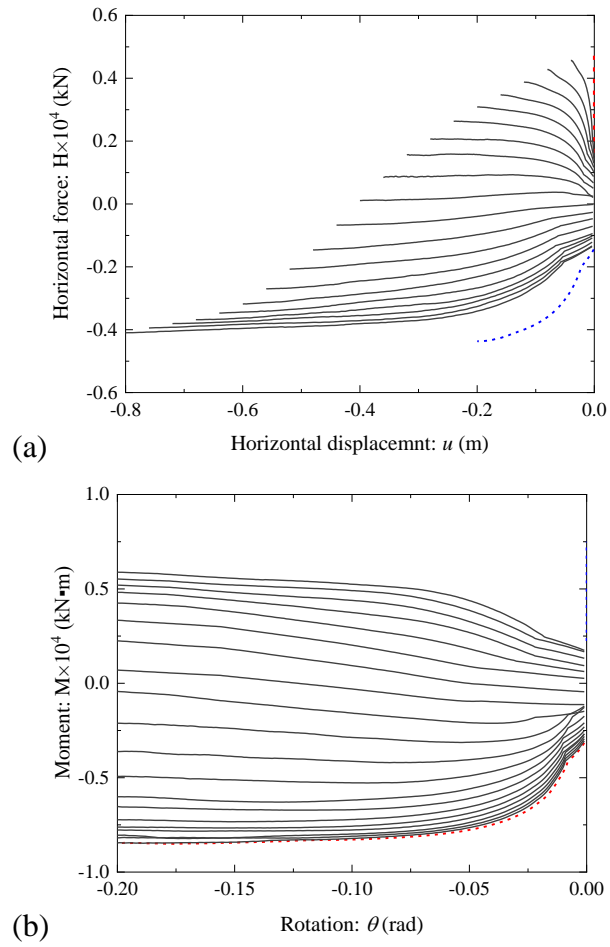 0.6
0.4
0.2
0.0
-0.2
-0.4
-0.6
Horizontal force: H×10⁴ (kN)
-0.8 -0.6 -0.4 -0.2 0.0
(a) Horizontal displacemnt: u (m)
1.0
0.5
0.0
-0.5
-1.0
Moment: M×10⁴ (kN▪m)
-0.20 -0.15 -0.10 -0.05 0.00
(b) Rotation: θ (rad)